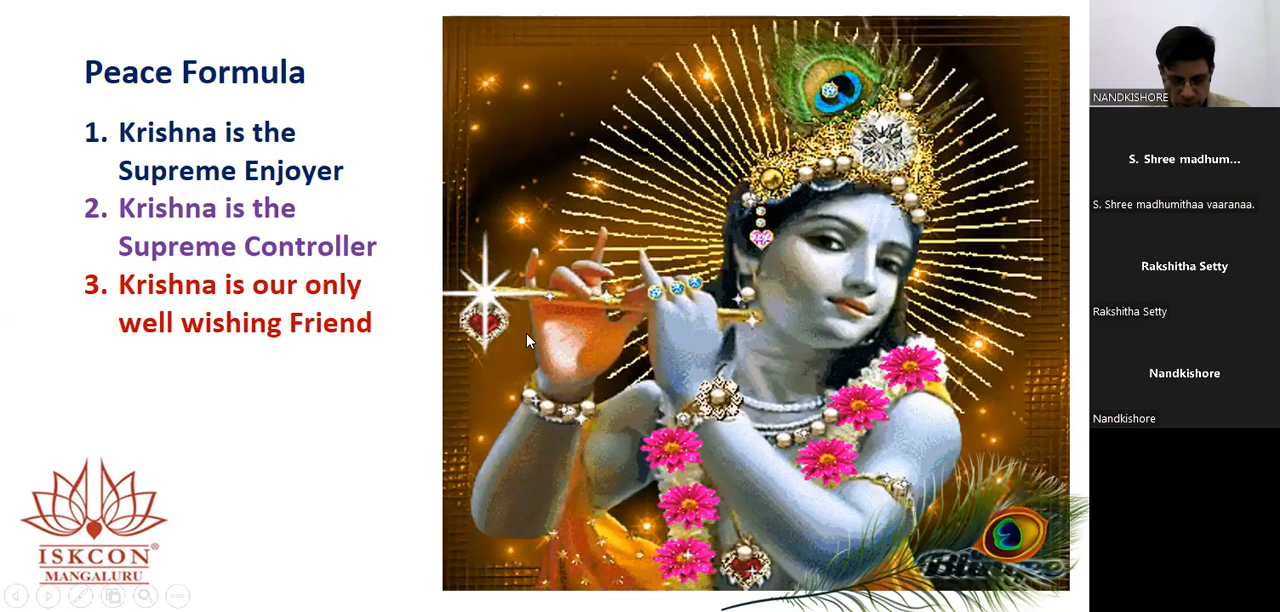 Peace Formula
1. Krishna is the
Supreme Enjoyer
2. Krishna is the
Supreme Controller
3. Krishna is our only
well wishing Friend
ISKCON®
MANGALURU
NANDKISHORE
S. Shree madhum...
S. Shree madhumithaa vaaranaa.
Rakshitha Setty
Rakshitha Setty
Nandkishore
Nandkishore